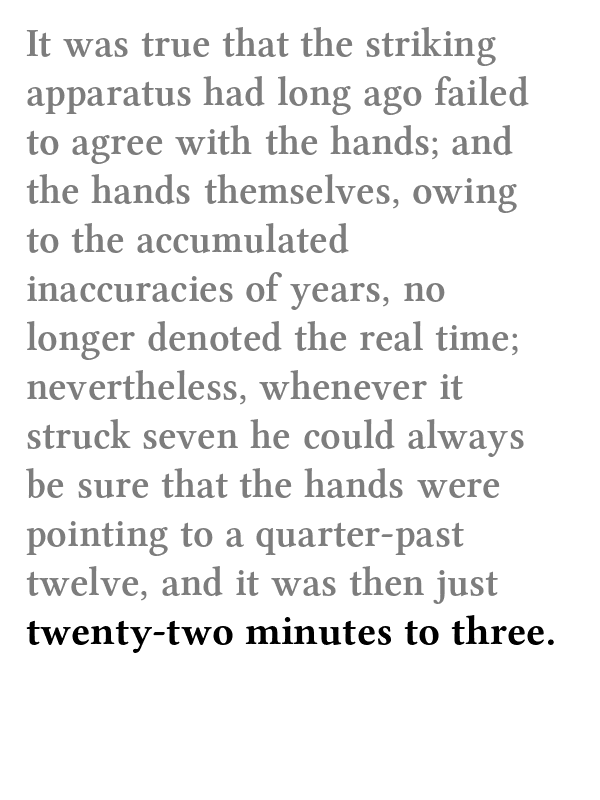 It was true that the striking
apparatus had long ago failed
to agree with the hands; and
the hands themselves, owing
to the accumulated
inaccuracies of years, no
longer denoted the real time;
nevertheless, whenever it
struck seven he could always
be sure that the hands were
pointing to a quarter-past
twelve, and it was then just
twenty-two minutes to three.